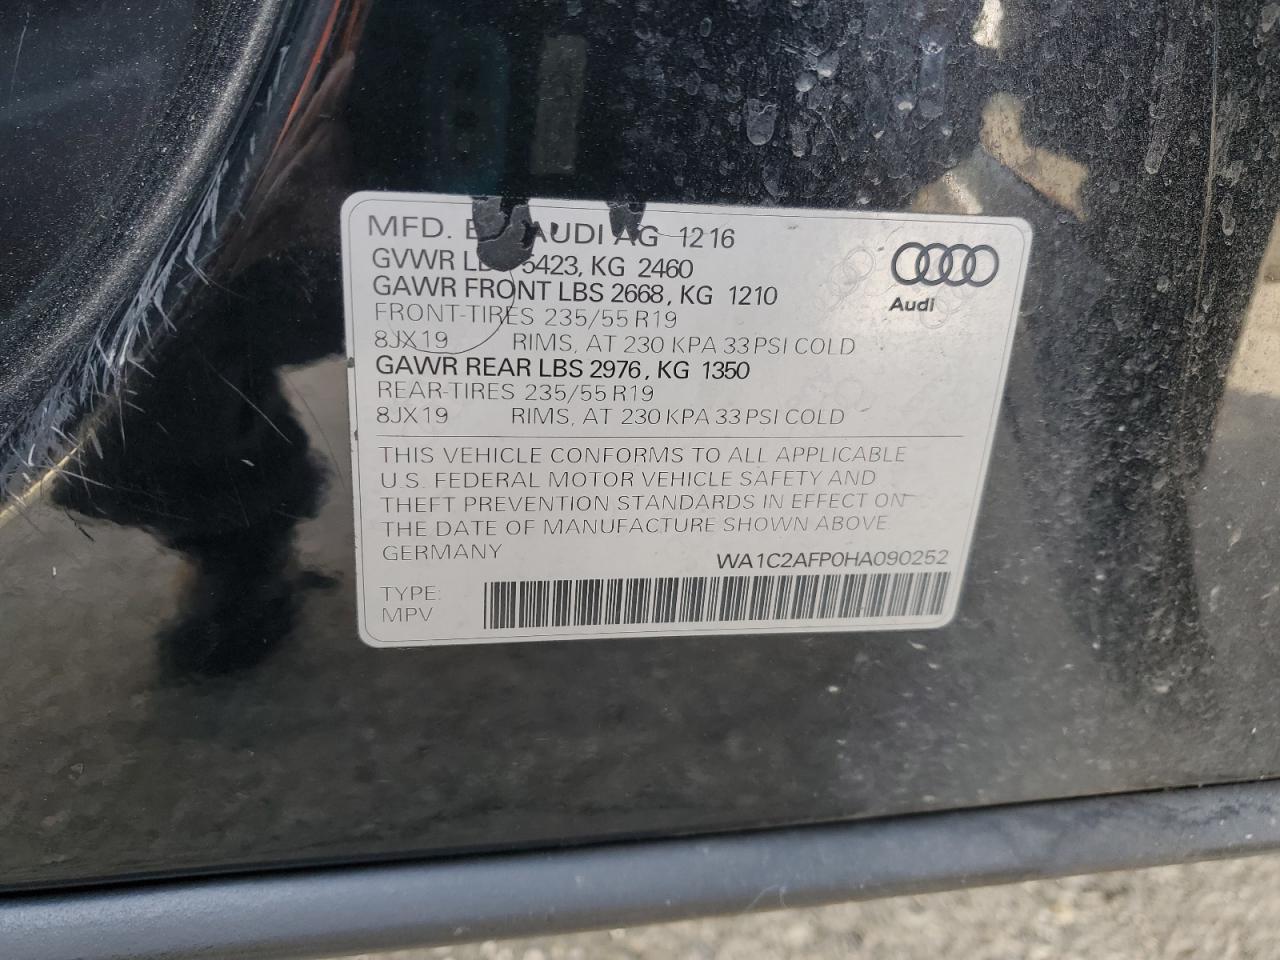 MFD. AUDI AG 1216
GVWR 5423, KG 2460
GAWR FRONT LBS 2668, KG 1210
FRONT-TIRES 235/55 R19
8JX19 RIMS, AT 230 KPA 33 PSI COLD
GAWR REAR LBS 2976, KG 1350
REAR-TIRES 235/55 R19
8JX19 RIMS, AT 230 KPA 33 PSI COLD
Audi
THIS VEHICLE CONFORMS TO ALL APPLICABLE
U.S. FEDERAL MOTOR VEHICLE SAFETY AND
THEFT PREVENTION STANDARDS IN EFFECT ON
THE DATE OF MANUFACTURE SHOWN ABOVE
GERMANY WA1C2AFP0HA090252
TYPE:
MPV